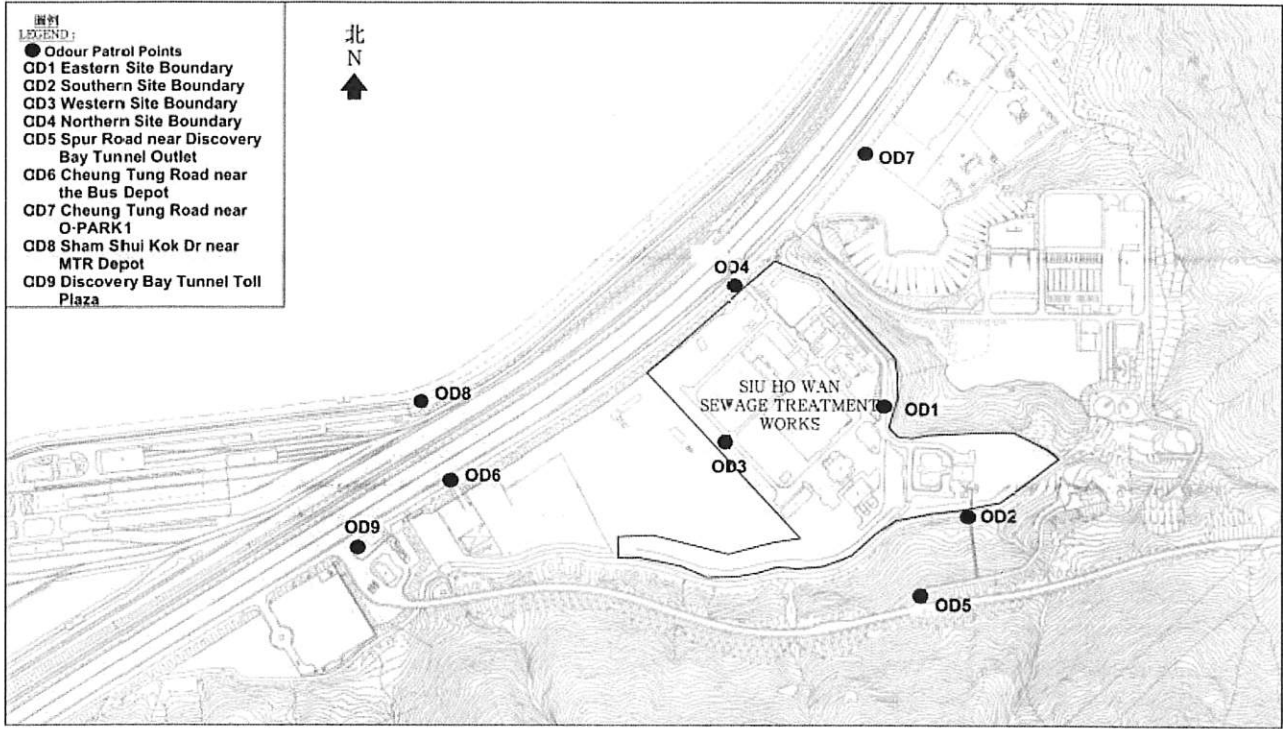 圖例
LEGEND :
Odour Patrol Points
OD1 Eastern Site Boundary
OD2 Southern Site Boundary
OD3 Western Site Boundary
OD4 Northern Site Boundary
OD5 Spur Road near Discovery
Bay Tunnel Outlet
OD6 Cheung Tung Road near
the Bus Depot
OD7 Cheung Tung Road near
O-PARK1
OD8 Sham Shui Kok Dr near
MTR Depot
OD9 Discovery Bay Tunnel Toll
Plaza
北
N
OD7
OD4
OD8
SIU HO WAN
SEWAGE TREATMENT
WORKS
OD1
OD3
OD6
OD2
OD9
OD5